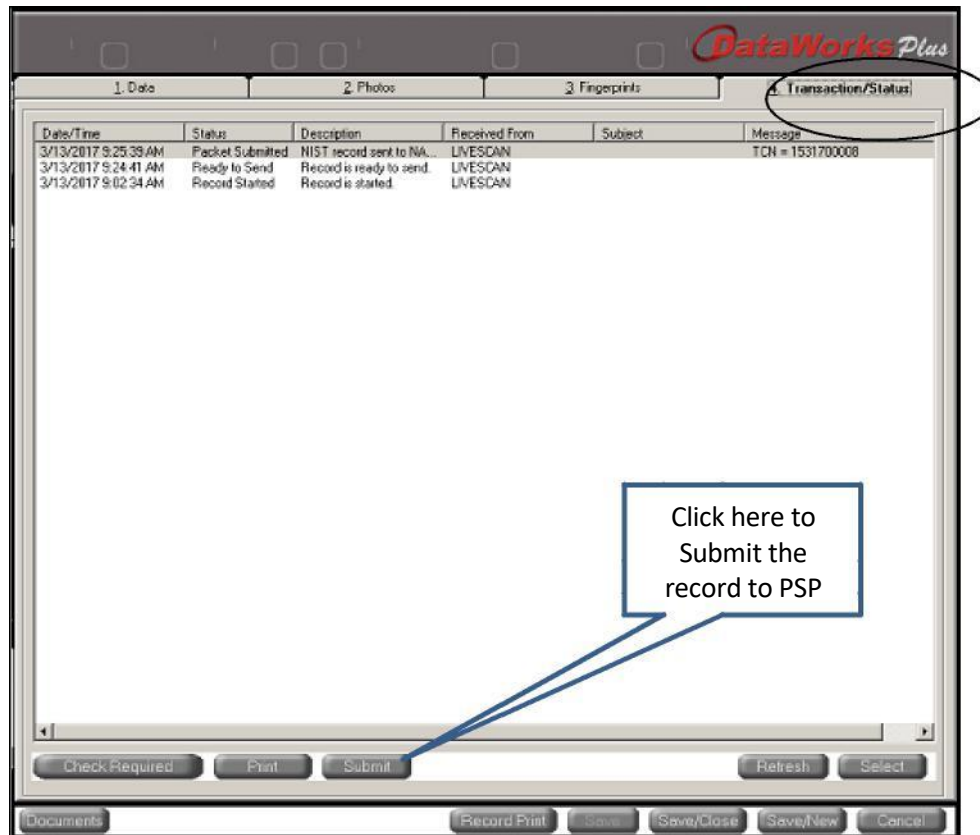 DataWorks Plus
1. Data 2. Photos 3. Fingerprints 4. Transaction/Status
Date/Time Status Description Received From Subject Message
3/13/2017 9:25:39 AM Packet Submitted NIST record sent to NA... LIVESCAN TCN = 1531700008
3/13/2017 9:24:41 AM Ready to Send Record is ready to send. LIVESCAN
3/13/2017 9:02:34 AM Record Started Record is started. LIVESCAN
Click here to
Submit the
record to PSP
Check Required Print Submit Refresh Select
Documents Record Print Save Save/Close Save/New Cancel